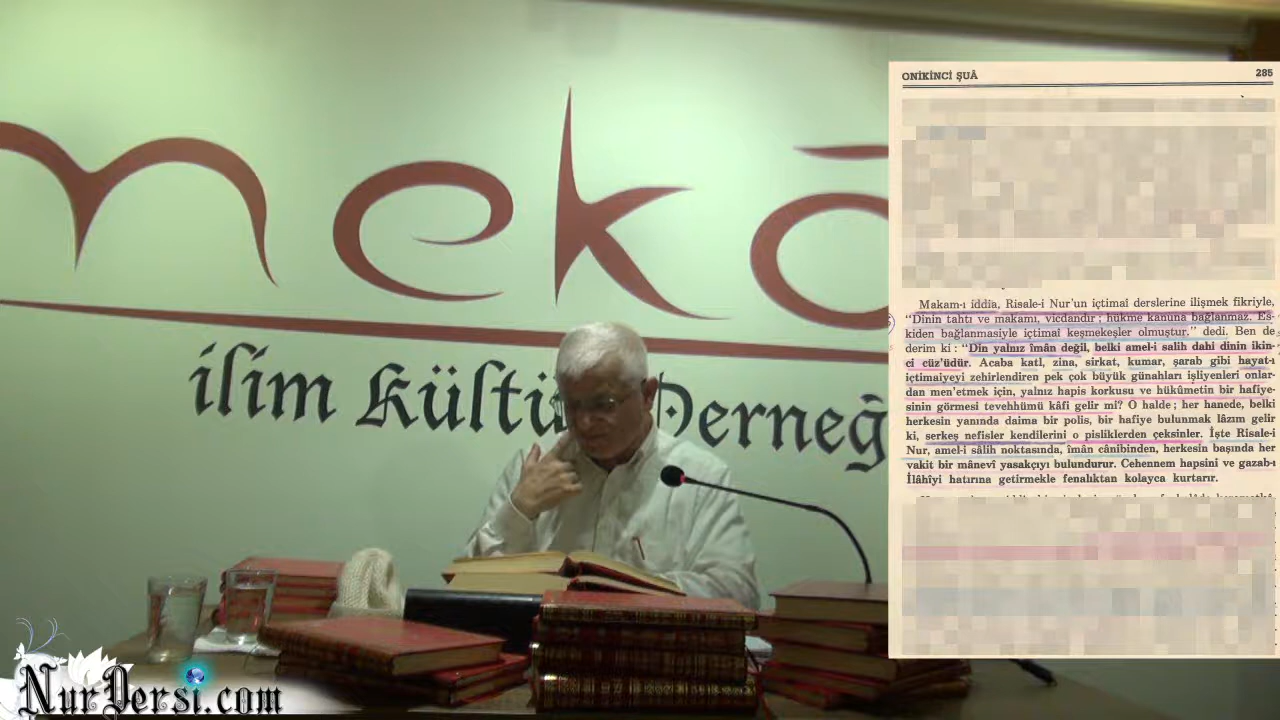 mekâ
ilim Kültür Derneğ
ONİKİNCİ ŞUÂ 285
Makam-ı iddia, Risale-i Nur'un içtimaî derslerine ilişmek fikriyle,
"Dinin tahtı ve makamı, vicdandır; hükme kanuna bağlanmaz. Es-
kiden bağlanmasiyle içtimaî keşmekeşler olmuştur." dedi. Ben de
derim ki: "Din yalnız îmân değil, belki amel-i salih dahi dinin ikin-
ci cüz'üdür. Acaba katl, zina, sirkat, kumar, şarab gibi hayat-ı
içtimaiyeyi zehirlendiren pek çok büyük günahları işliyenleri onlar-
dan men'etmek için, yalnız hapis korkusu ve hükûmetin bir hafiye-
sinin görmesi tevehhümü kâfi gelir mi? O halde; her hanede, belki
herkesin yanında daima bir polis, bir hafiye bulunmak lâzım gelir
ki, serkeş nefisler kendilerini o pisliklerden çeksinler. İşte Risale-i
Nur, amel-i sâlih noktasında, îmân cânibinden, herkesin başında her
vakit bir mânevî yasakçıyı bulundurur. Cehennem hapsini ve gazab-ı
İlâhîyi hatırına getirmekle fenalıktan kolayca kurtarır.
NurDersi.com